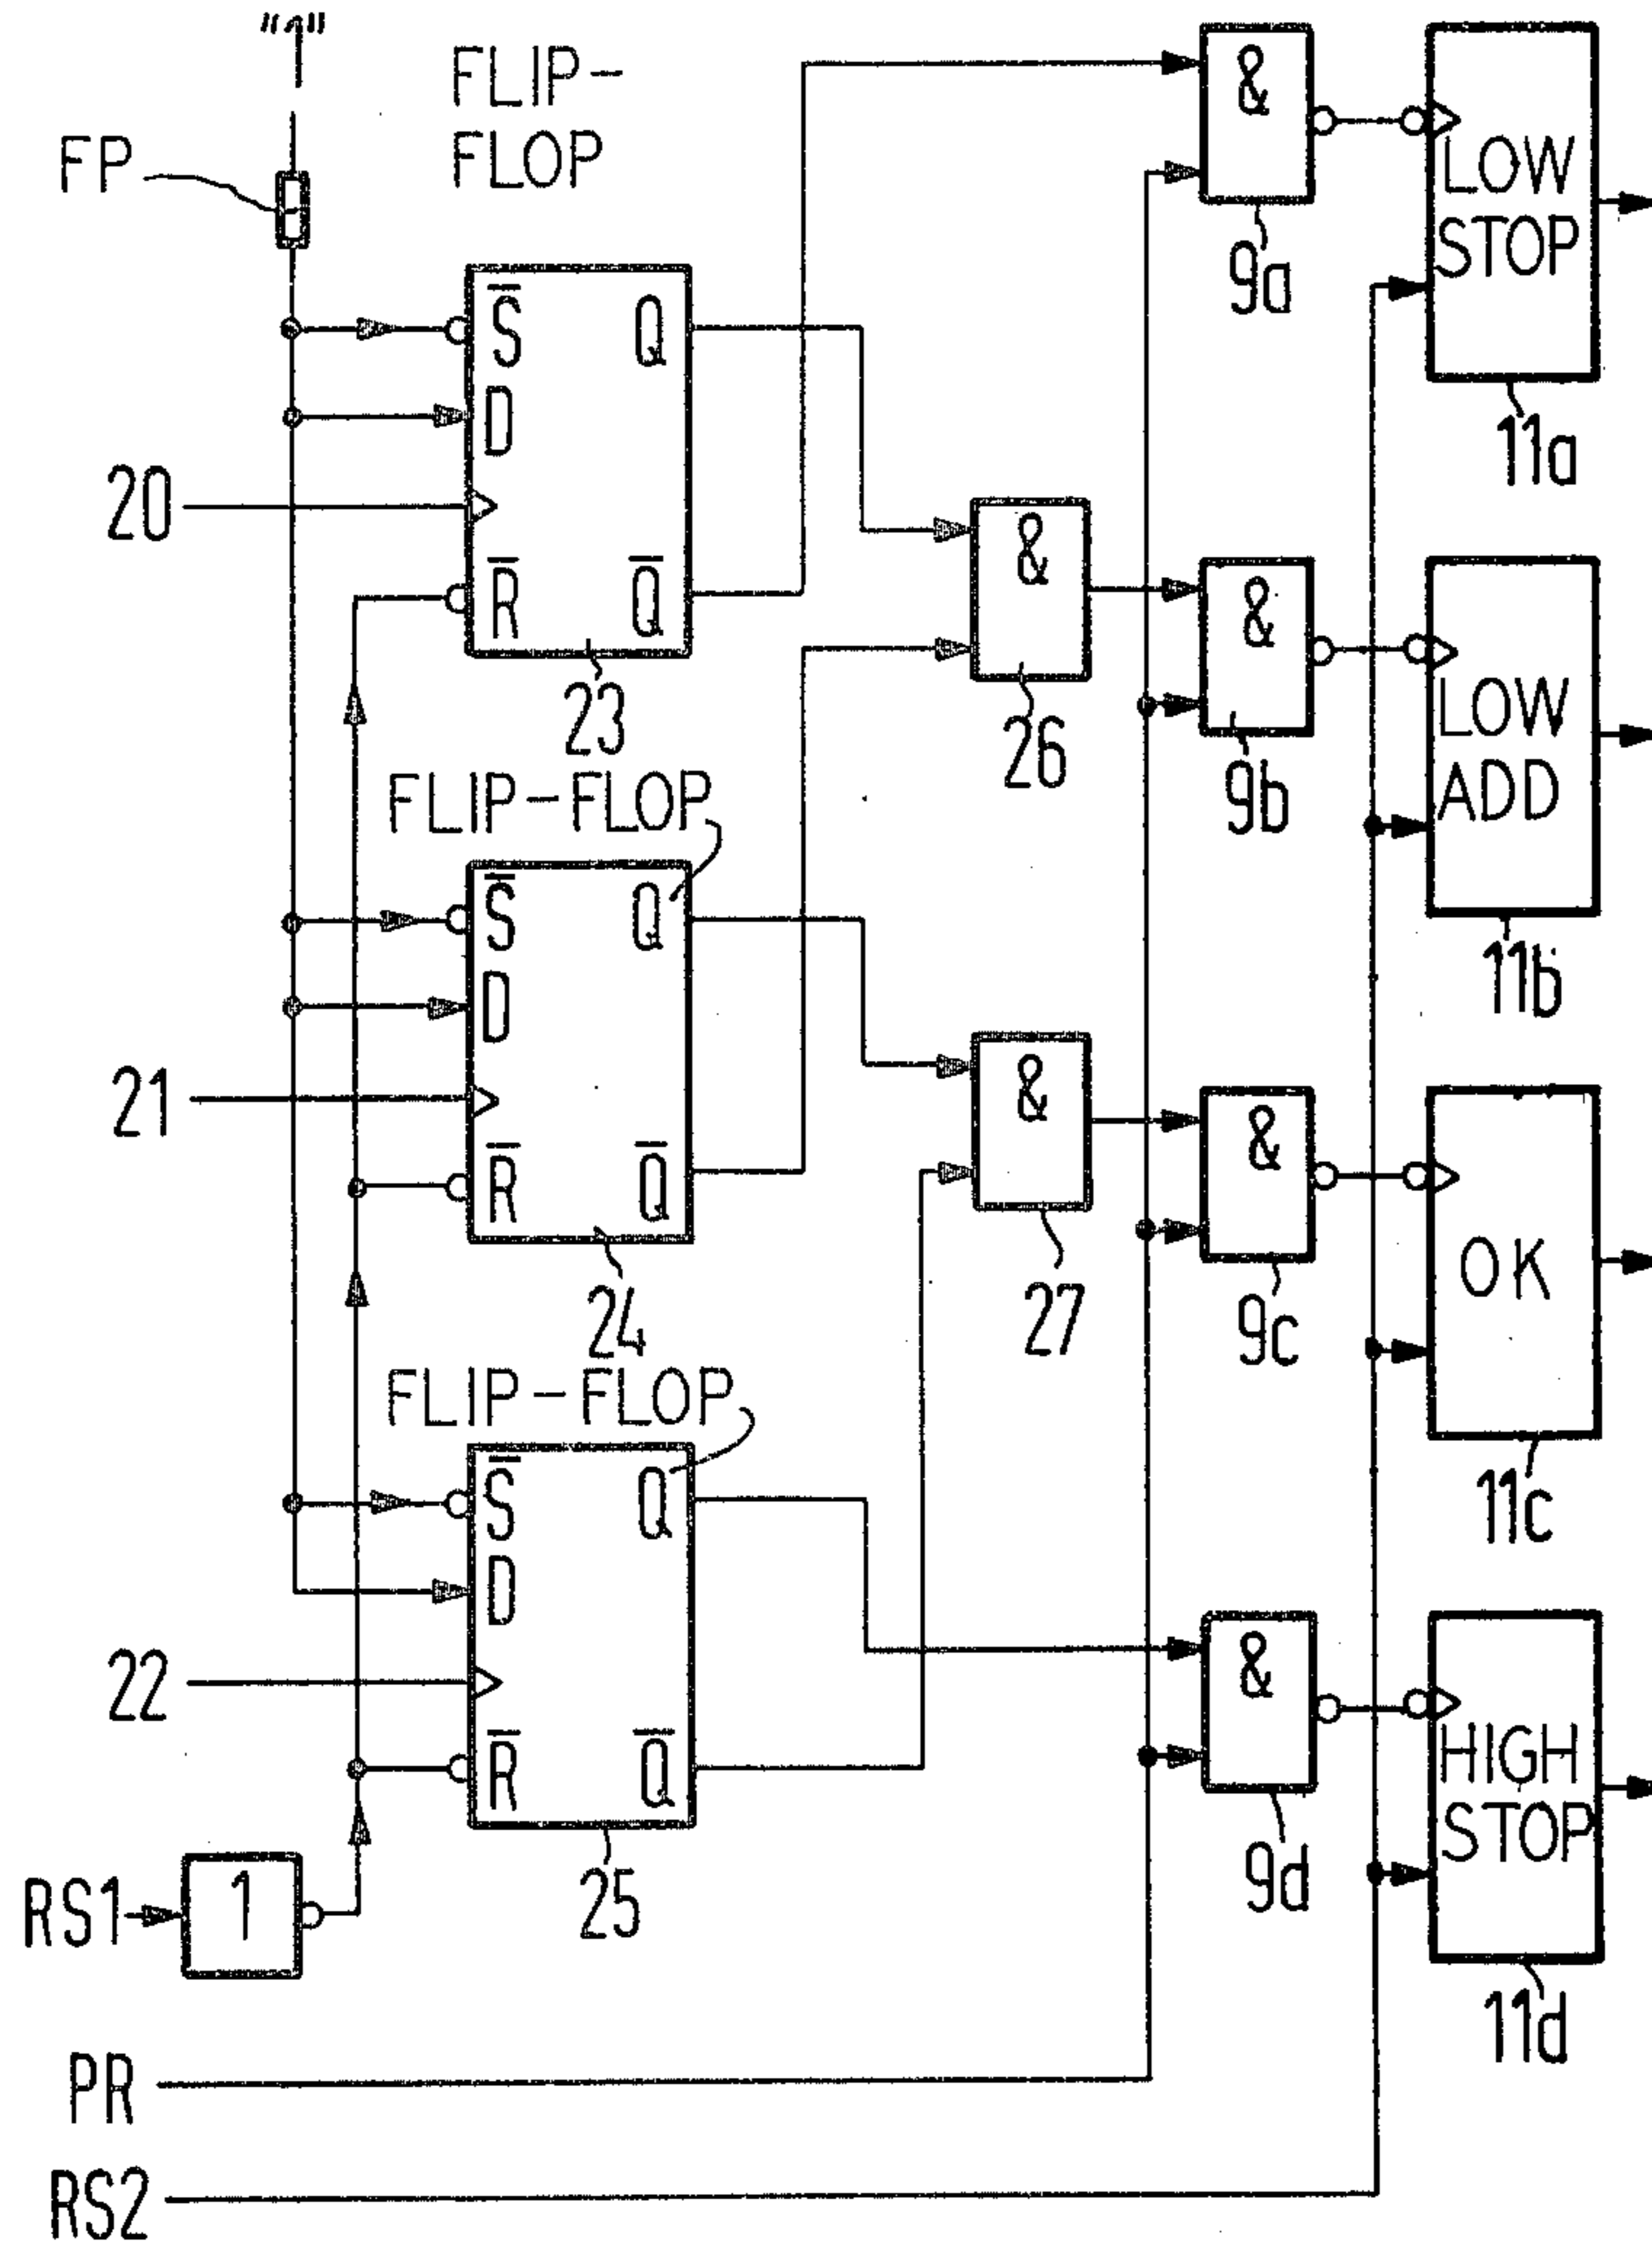 "1"
FLIP-
FLOP
FP
&
LOW
STOP
9a
11a
S̅
Q
D
20
R̅
Q̅
23
&
26
&
9b
LOW
ADD
11b
FLIP-FLOP
S̅
Q
D
21
R̅
Q̅
24
&
27
&
9c
OK
11c
FLIP-FLOP
S̅
Q
D
22
R̅
Q̅
25
&
9d
HIGH
STOP
11d
RS1
1
PR
RS2